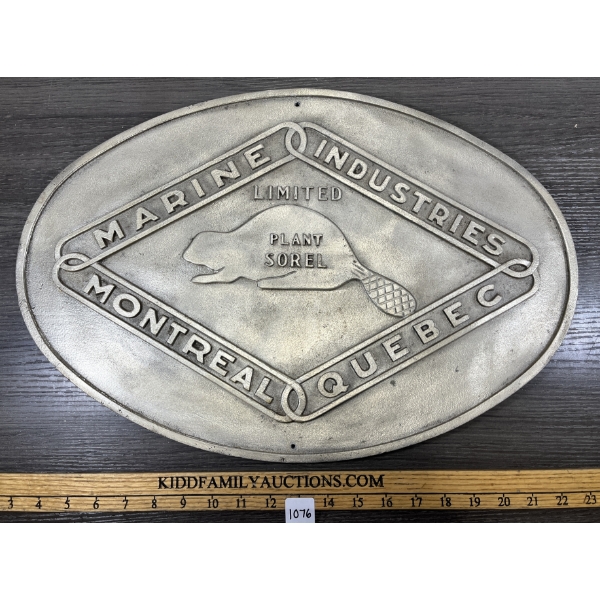 MARINE
INDUSTRIES
LIMITED
PLANT
SOREL
MONTREAL
QUEBEC
KIDDFAMILYAUCTIONS.COM
3 4 5 6 7 8 9 10 11 12 14 15 16 17 18 19 20 21 22 23
1076